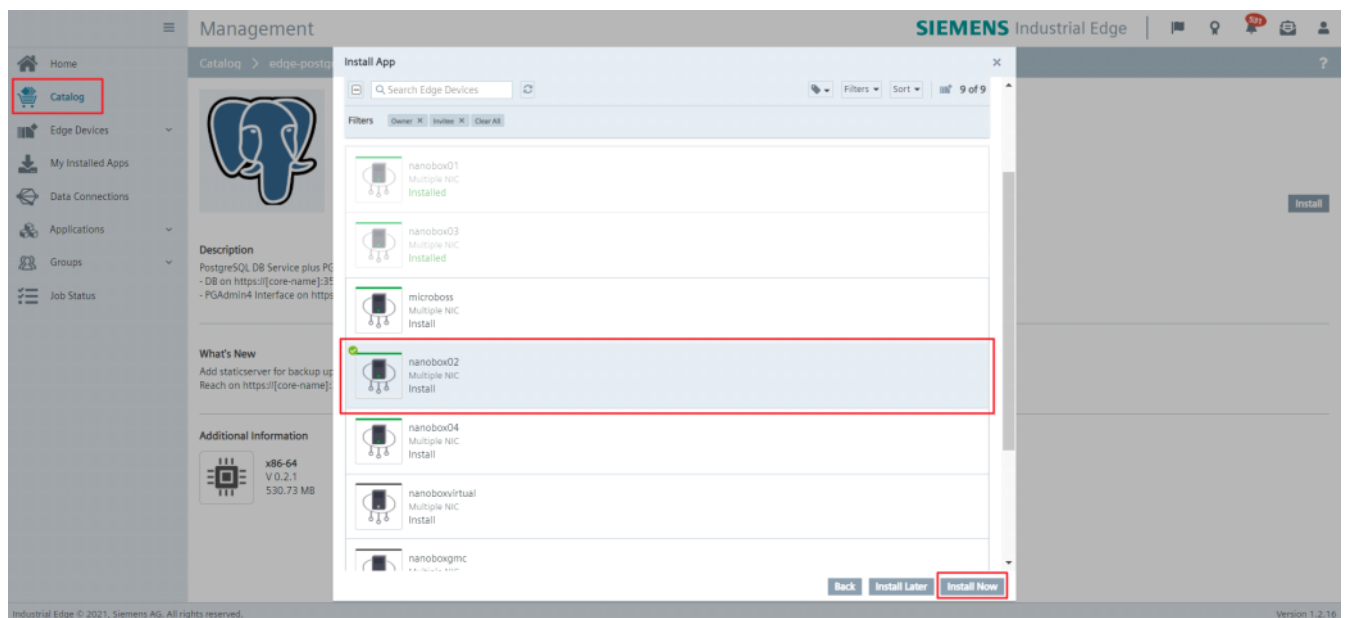 Management
SIEMENS Industrial Edge
531
Home
Catalog
Edge Devices
My Installed Apps
Data Connections
Applications
Groups
Job Status
Catalog > edge-postg
?
Install
Description
PostgreSQL DB Service plus PG
- DB on https://[core-name]:35
- PGAdmin4 Interface on https
What's New
Add staticserver for backup up
Reach on https://[core-name]:
Additional Information
x86-64
V 0.2.1
530.73 MB
Install App
×
Search Edge Devices
Filters
Sort
9 of 9
Filters
Owner X
Invitee X
Clear All
nanobox01
Multiple NIC
Installed
nanobox03
Multiple NIC
Installed
microboss
Multiple NIC
Install
nanobox02
Multiple NIC
Install
nanobox04
Multiple NIC
Install
nanoboxvirtual
Multiple NIC
Install
nanoboxgmc
Back
Install Later
Install Now
Industrial Edge © 2021, Siemens AG. All rights reserved.
Version 1.2.16